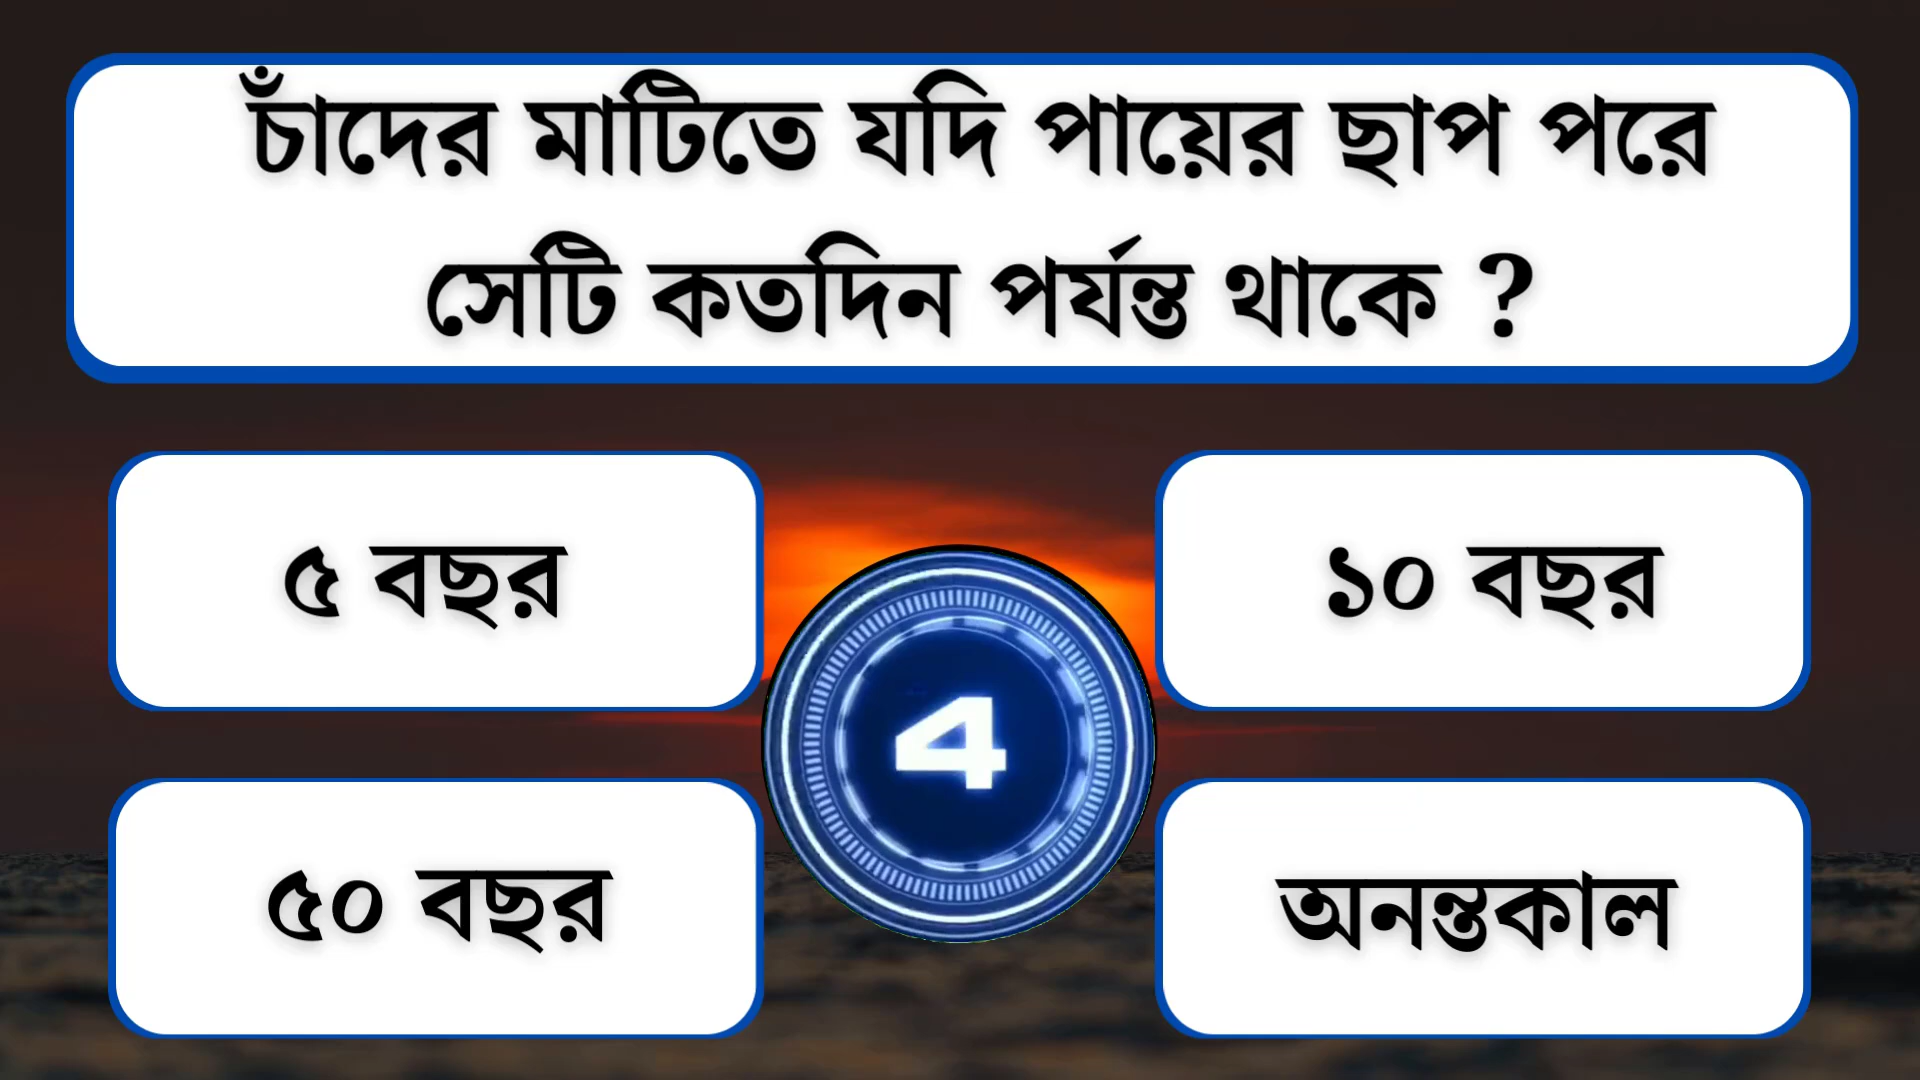 চাঁদের মাটিতে যদি পায়ের ছাপ পরে
সেটি কতদিন পর্যন্ত থাকে ?
৫ বছর
১০ বছর
4
৫০ বছর
অনন্তকাল